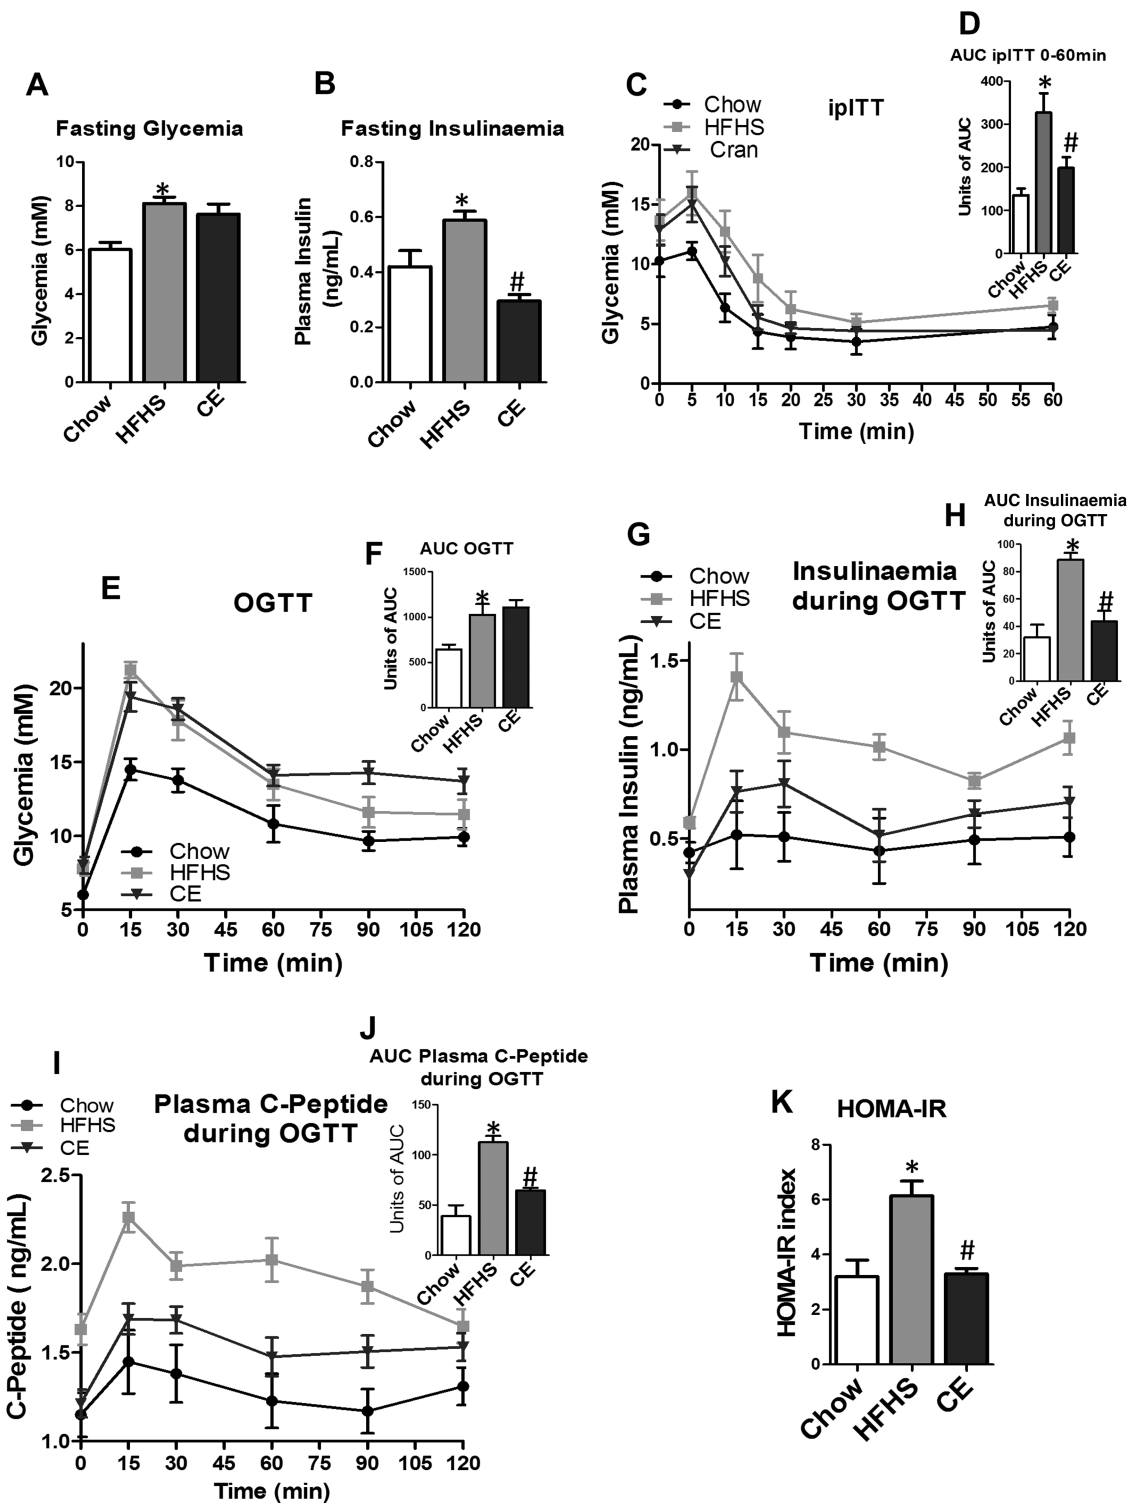 A
Fasting Glycemia
Glycemia (mM)
10
8
6
4
2
0
*
Chow
HFHS
CE
B
Fasting Insulinaemia
Plasma Insulin
(ng/mL)
0.8
0.6
0.4
0.2
0.0
*
#
Chow
HFHS
CE
C
Chow
HFHS
Cran
ipITT
Glycemia (mM)
20
15
10
5
0
0 5 10 15 20 25 30 35 40 45 50 55 60
Time (min)
D
AUC ipITT 0-60min
Units of AUC
400
300
200
100
0
*
#
Chow
HFHS
CE
E
OGTT
Glycemia (mM)
20
15
10
5
Chow
HFHS
CE
0 15 30 45 60 75 90 105 120
Time (min)
F
AUC OGTT
Units of AUC
1500
1000
500
0
*
Chow
HFHS
CE
G
Chow
HFHS
CE
Insulinaemia
during OGTT
Plasma Insulin (ng/mL)
1.5
1.0
0.5
0 15 30 45 60 75 90 105 120
Time (min)
H
AUC Insulinaemia
during OGTT
Units of AUC
100
80
60
40
20
0
*
#
Chow
HFHS
CE
I
Chow
HFHS
CE
Plasma C-Peptide
during OGTT
C-Peptide ( ng/mL)
2.5
2.0
1.5
1.0
0 15 30 45 60 75 90 105 120
Time (min)
J
AUC Plasma C-Peptide
during OGTT
Units of AUC
150
100
50
0
*
#
Chow
HFHS
CE
K
HOMA-IR
HOMA-IR index
8
6
4
2
0
*
#
Chow
HFHS
CE